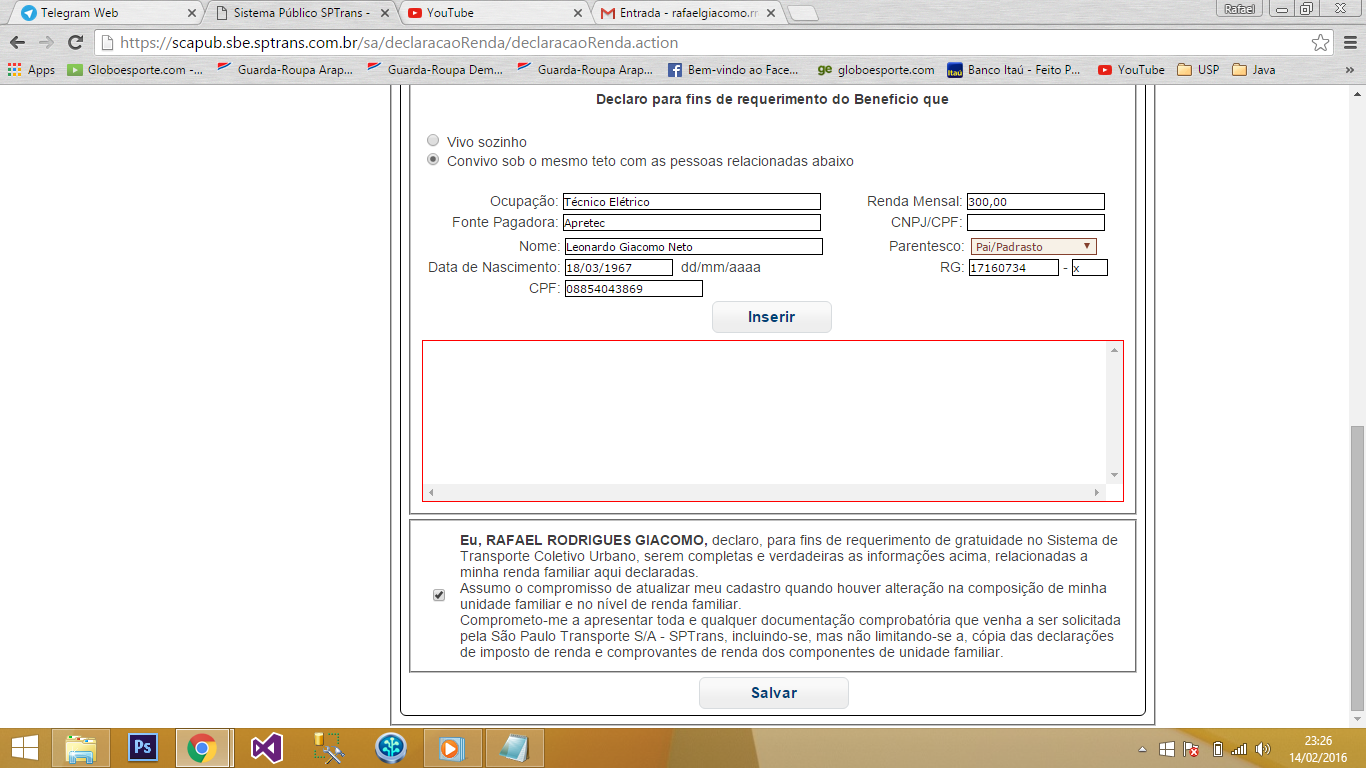 Telegram Web
Sistema Público SPTrans -
YouTube
Entrada - rafaelgiacomo.rr
Rafael
https://scapub.sbe.sptrans.com.br/sa/declaracaoRenda/declaracaoRenda.action
Apps
Globoesporte.com -...
Guarda-Roupa Arap...
Guarda-Roupa Dem...
Guarda-Roupa Arap...
Bem-vindo ao Face...
ge globoesporte.com
Itaú Banco Itaú - Feito P...
YouTube
USP
Java
»
Declaro para fins de requerimento do Benefício que
Vivo sozinho
Convivo sob o mesmo teto com as pessoas relacionadas abaixo
Ocupação: Técnico Elétrico Renda Mensal: 300,00
Fonte Pagadora: Apretec CNPJ/CPF:
Nome: Leonardo Giacomo Neto Parentesco: Pai/Padrasto
Data de Nascimento: 18/03/1967 dd/mm/aaaa RG: 17160734 - x
CPF: 08854043869
Inserir
Eu, RAFAEL RODRIGUES GIACOMO, declaro, para fins de requerimento de gratuidade no Sistema de
Transporte Coletivo Urbano, serem completas e verdadeiras as informações acima, relacionadas a
minha renda familiar aqui declaradas.
Assumo o compromisso de atualizar meu cadastro quando houver alteração na composição de minha
unidade familiar e no nível de renda familiar.
Comprometo-me a apresentar toda e qualquer documentação comprobatória que venha a ser solicitada
pela São Paulo Transporte S/A - SPTrans, incluindo-se, mas não limitando-se a, cópia das declarações
de imposto de renda e comprovantes de renda dos componentes de unidade familiar.
Salvar
Ps
23:26
14/02/2016